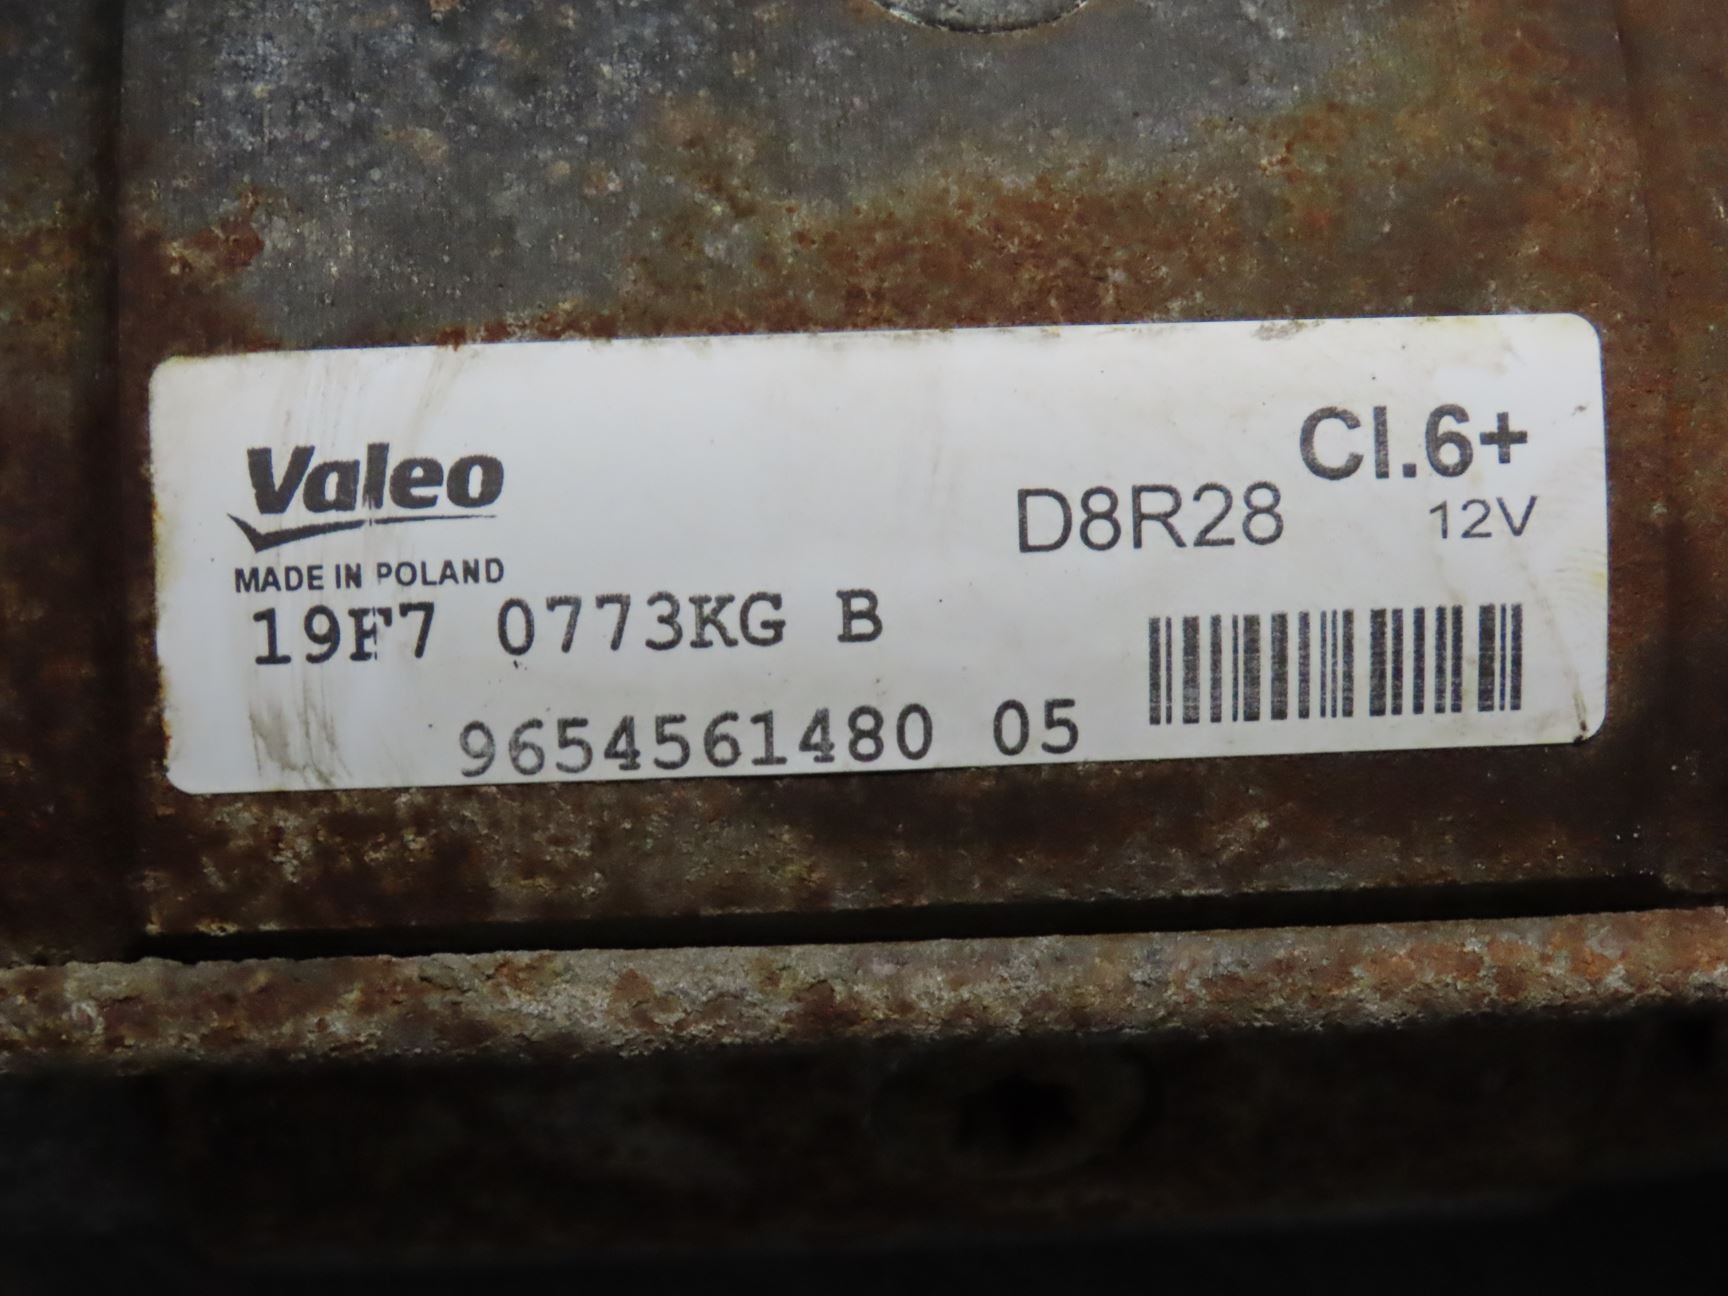 Valeo
MADE IN POLAND
Cl.6+
D8R28
12V
19F7 0773KG B
9654561480 05